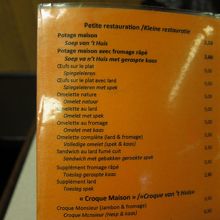 Petite restauration /Kleine restauratie
Potage maison
Soep van 't Huis
Potage maison avec fromage râpé
Soep va n't Huis met geraspte kaas
Œufs sur le plat
Spiegeleieren
Œufs sur le plat avec lard
Spiegeleieren met spek
Omelette nature
Omelet natuur
Omelette au lard
Omelet met spek
Omelette au fromage
Omelet met kaas
Omelette complète (lard & fromage)
Volledige omelet (spek & kaas)
Sandwich au lard fumé cuit
Sandwich met gebakken gerookte spek
Supplément fromage râpé
Toeslag geraspte kaas
Supplément lard
Toeslag spek
« Croque Maison » /«Croque van 't Huis»
Croque Monsieur (jambon & fromage)
Croque Monsieur (Hesp & kaas)